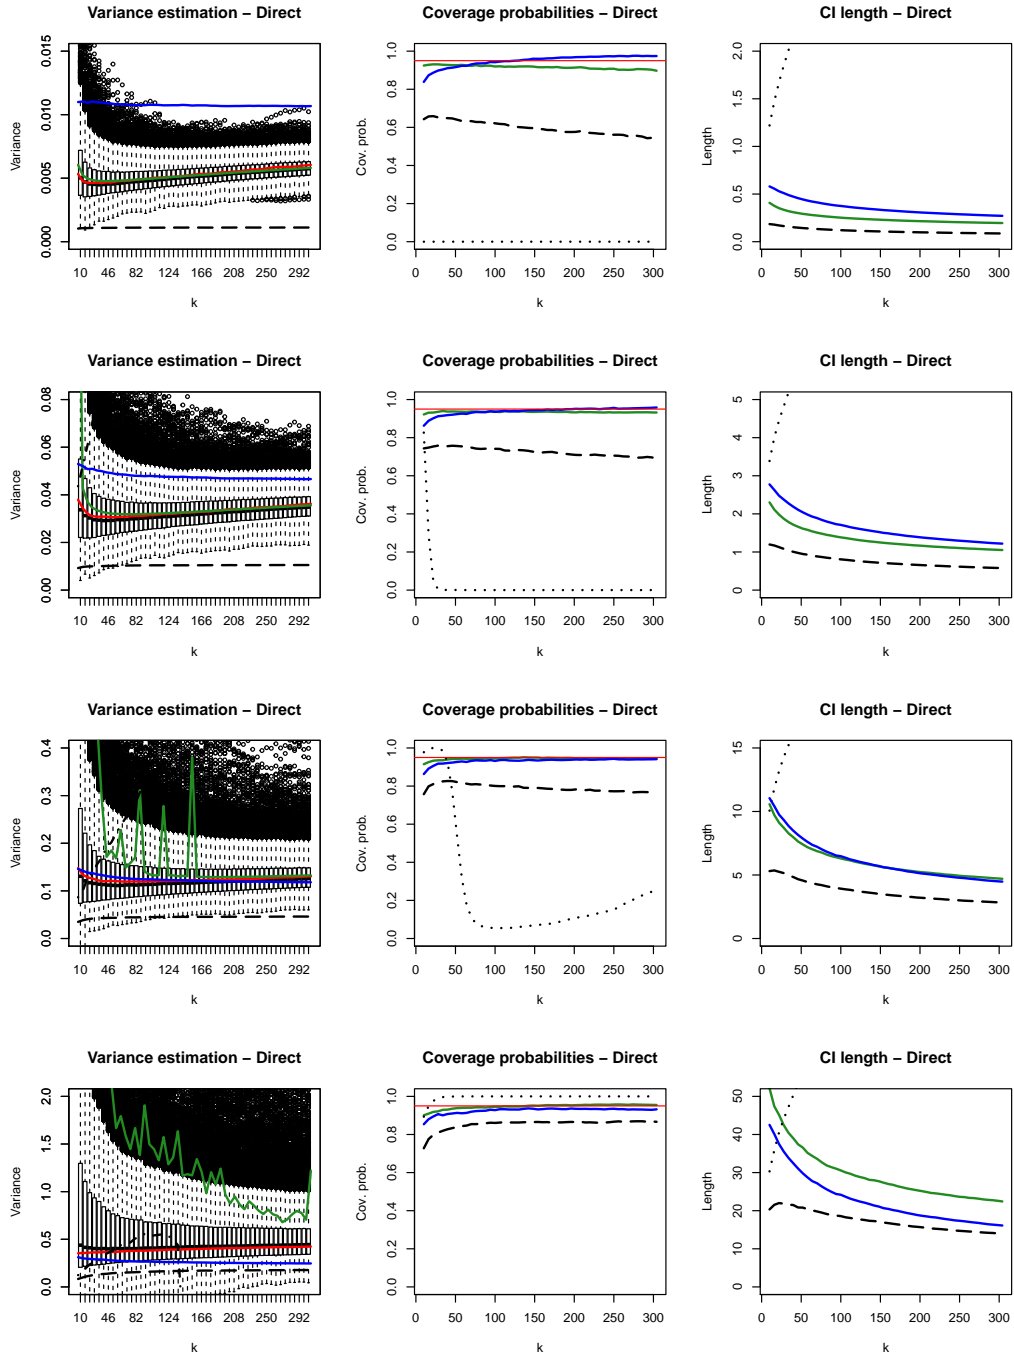 Variance estimation – Direct
Coverage probabilities – Direct
CI length – Direct
Variance
0.000 0.005 0.010 0.015
10 46 82 124 166 208 250 292
k
Cov. prob.
0.0 0.2 0.4 0.6 0.8 1.0
0 50 100 150 200 250 300
k
Length
0.0 0.5 1.0 1.5 2.0
0 50 100 150 200 250 300
k
Variance estimation – Direct
Coverage probabilities – Direct
CI length – Direct
Variance
0.00 0.02 0.04 0.06 0.08
10 46 82 124 166 208 250 292
k
Cov. prob.
0.0 0.2 0.4 0.6 0.8 1.0
0 50 100 150 200 250 300
k
Length
0 1 2 3 4 5
0 50 100 150 200 250 300
k
Variance estimation – Direct
Coverage probabilities – Direct
CI length – Direct
Variance
0.0 0.1 0.2 0.3 0.4
10 46 82 124 166 208 250 292
k
Cov. prob.
0.0 0.2 0.4 0.6 0.8 1.0
0 50 100 150 200 250 300
k
Length
0 5 10 15
0 50 100 150 200 250 300
k
Variance estimation – Direct
Coverage probabilities – Direct
CI length – Direct
Variance
0.0 0.5 1.0 1.5 2.0
10 46 82 124 166 208 250 292
k
Cov. prob.
0.0 0.2 0.4 0.6 0.8 1.0
0 50 100 150 200 250 300
k
Length
0 10 20 30 40 50
0 50 100 150 200 250 300
k